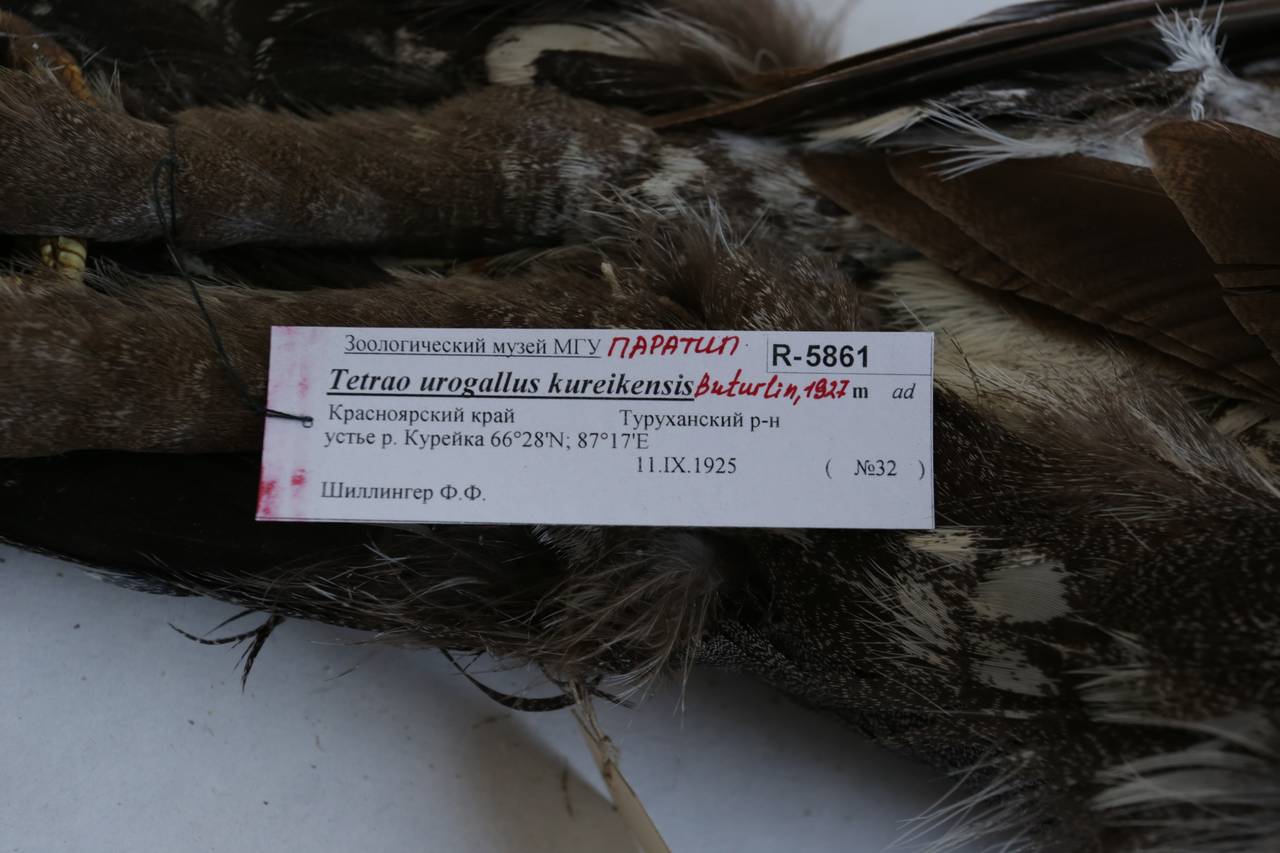 Зоологический музей МГУ ПАРАТИП R-5861
Tetrao urogallus kureikensis Buturlin, 1927 m ad
Красноярский край Туруханский р-н
устье р. Курейка 66°28'N; 87°17'E
11.IX.1925 ( №32 )
Шиллингер Ф.Ф.